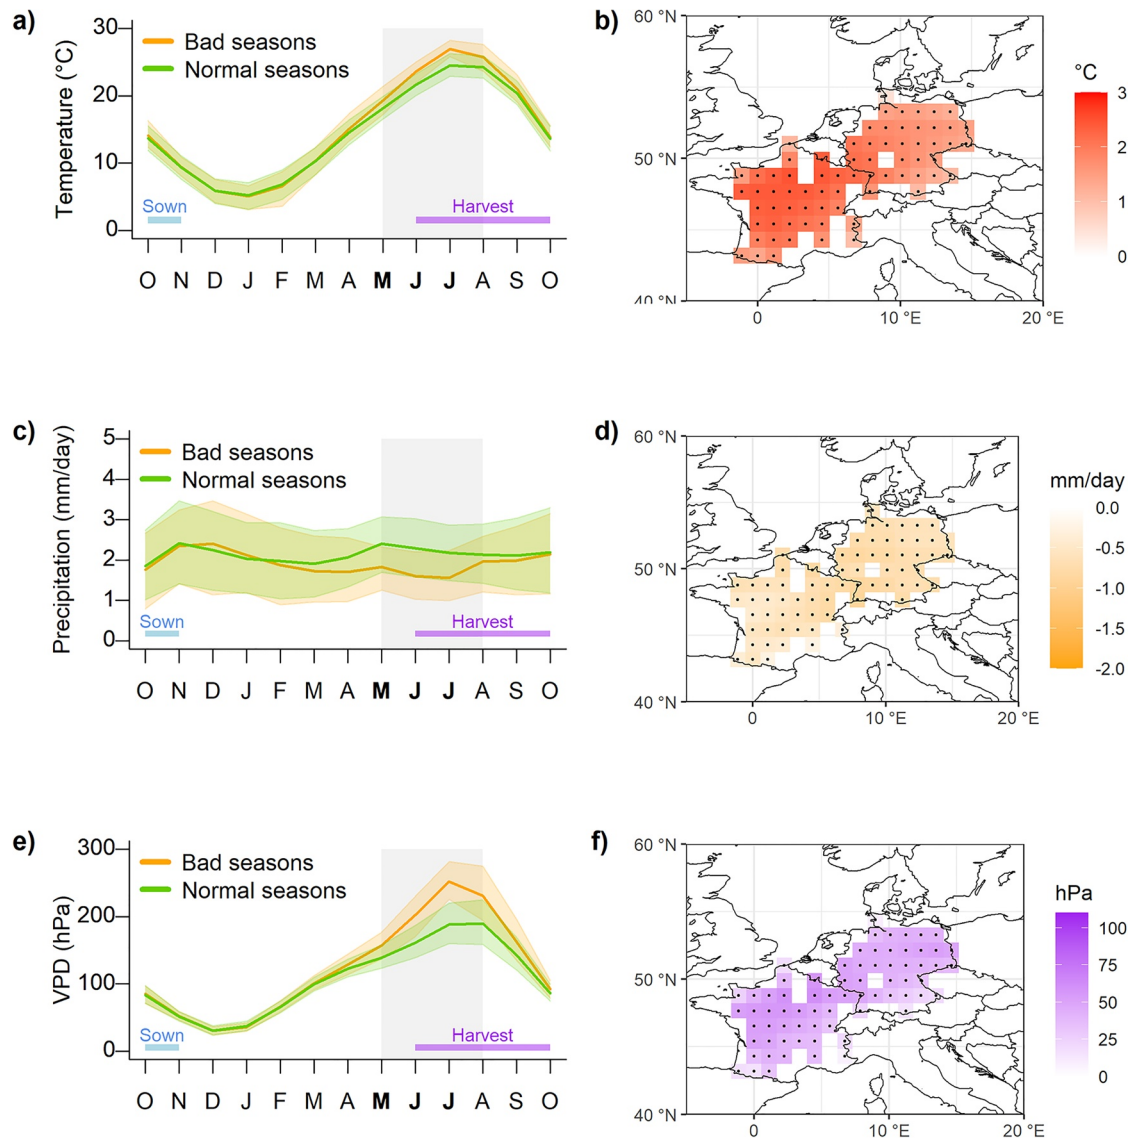 a)
Temperature (°C)
30
20
10
0
Bad seasons
Normal seasons
Sown
Harvest
O N D J F M A M J J A S O
b)
60 °N
50 °N
40 °N
0 10 °E 20 °E
°C
3
2
1
0
c)
Precipitation (mm/day)
5
4
3
2
1
0
Bad seasons
Normal seasons
Sown
Harvest
O N D J F M A M J J A S O
d)
60 °N
50 °N
40 °N
0 10 °E 20 °E
mm/day
0.0
-0.5
-1.0
-1.5
-2.0
e)
VPD (hPa)
300
200
100
0
Bad seasons
Normal seasons
Sown
Harvest
O N D J F M A M J J A S O
f)
60 °N
50 °N
40 °N
0 10 °E 20 °E
hPa
100
75
50
25
0